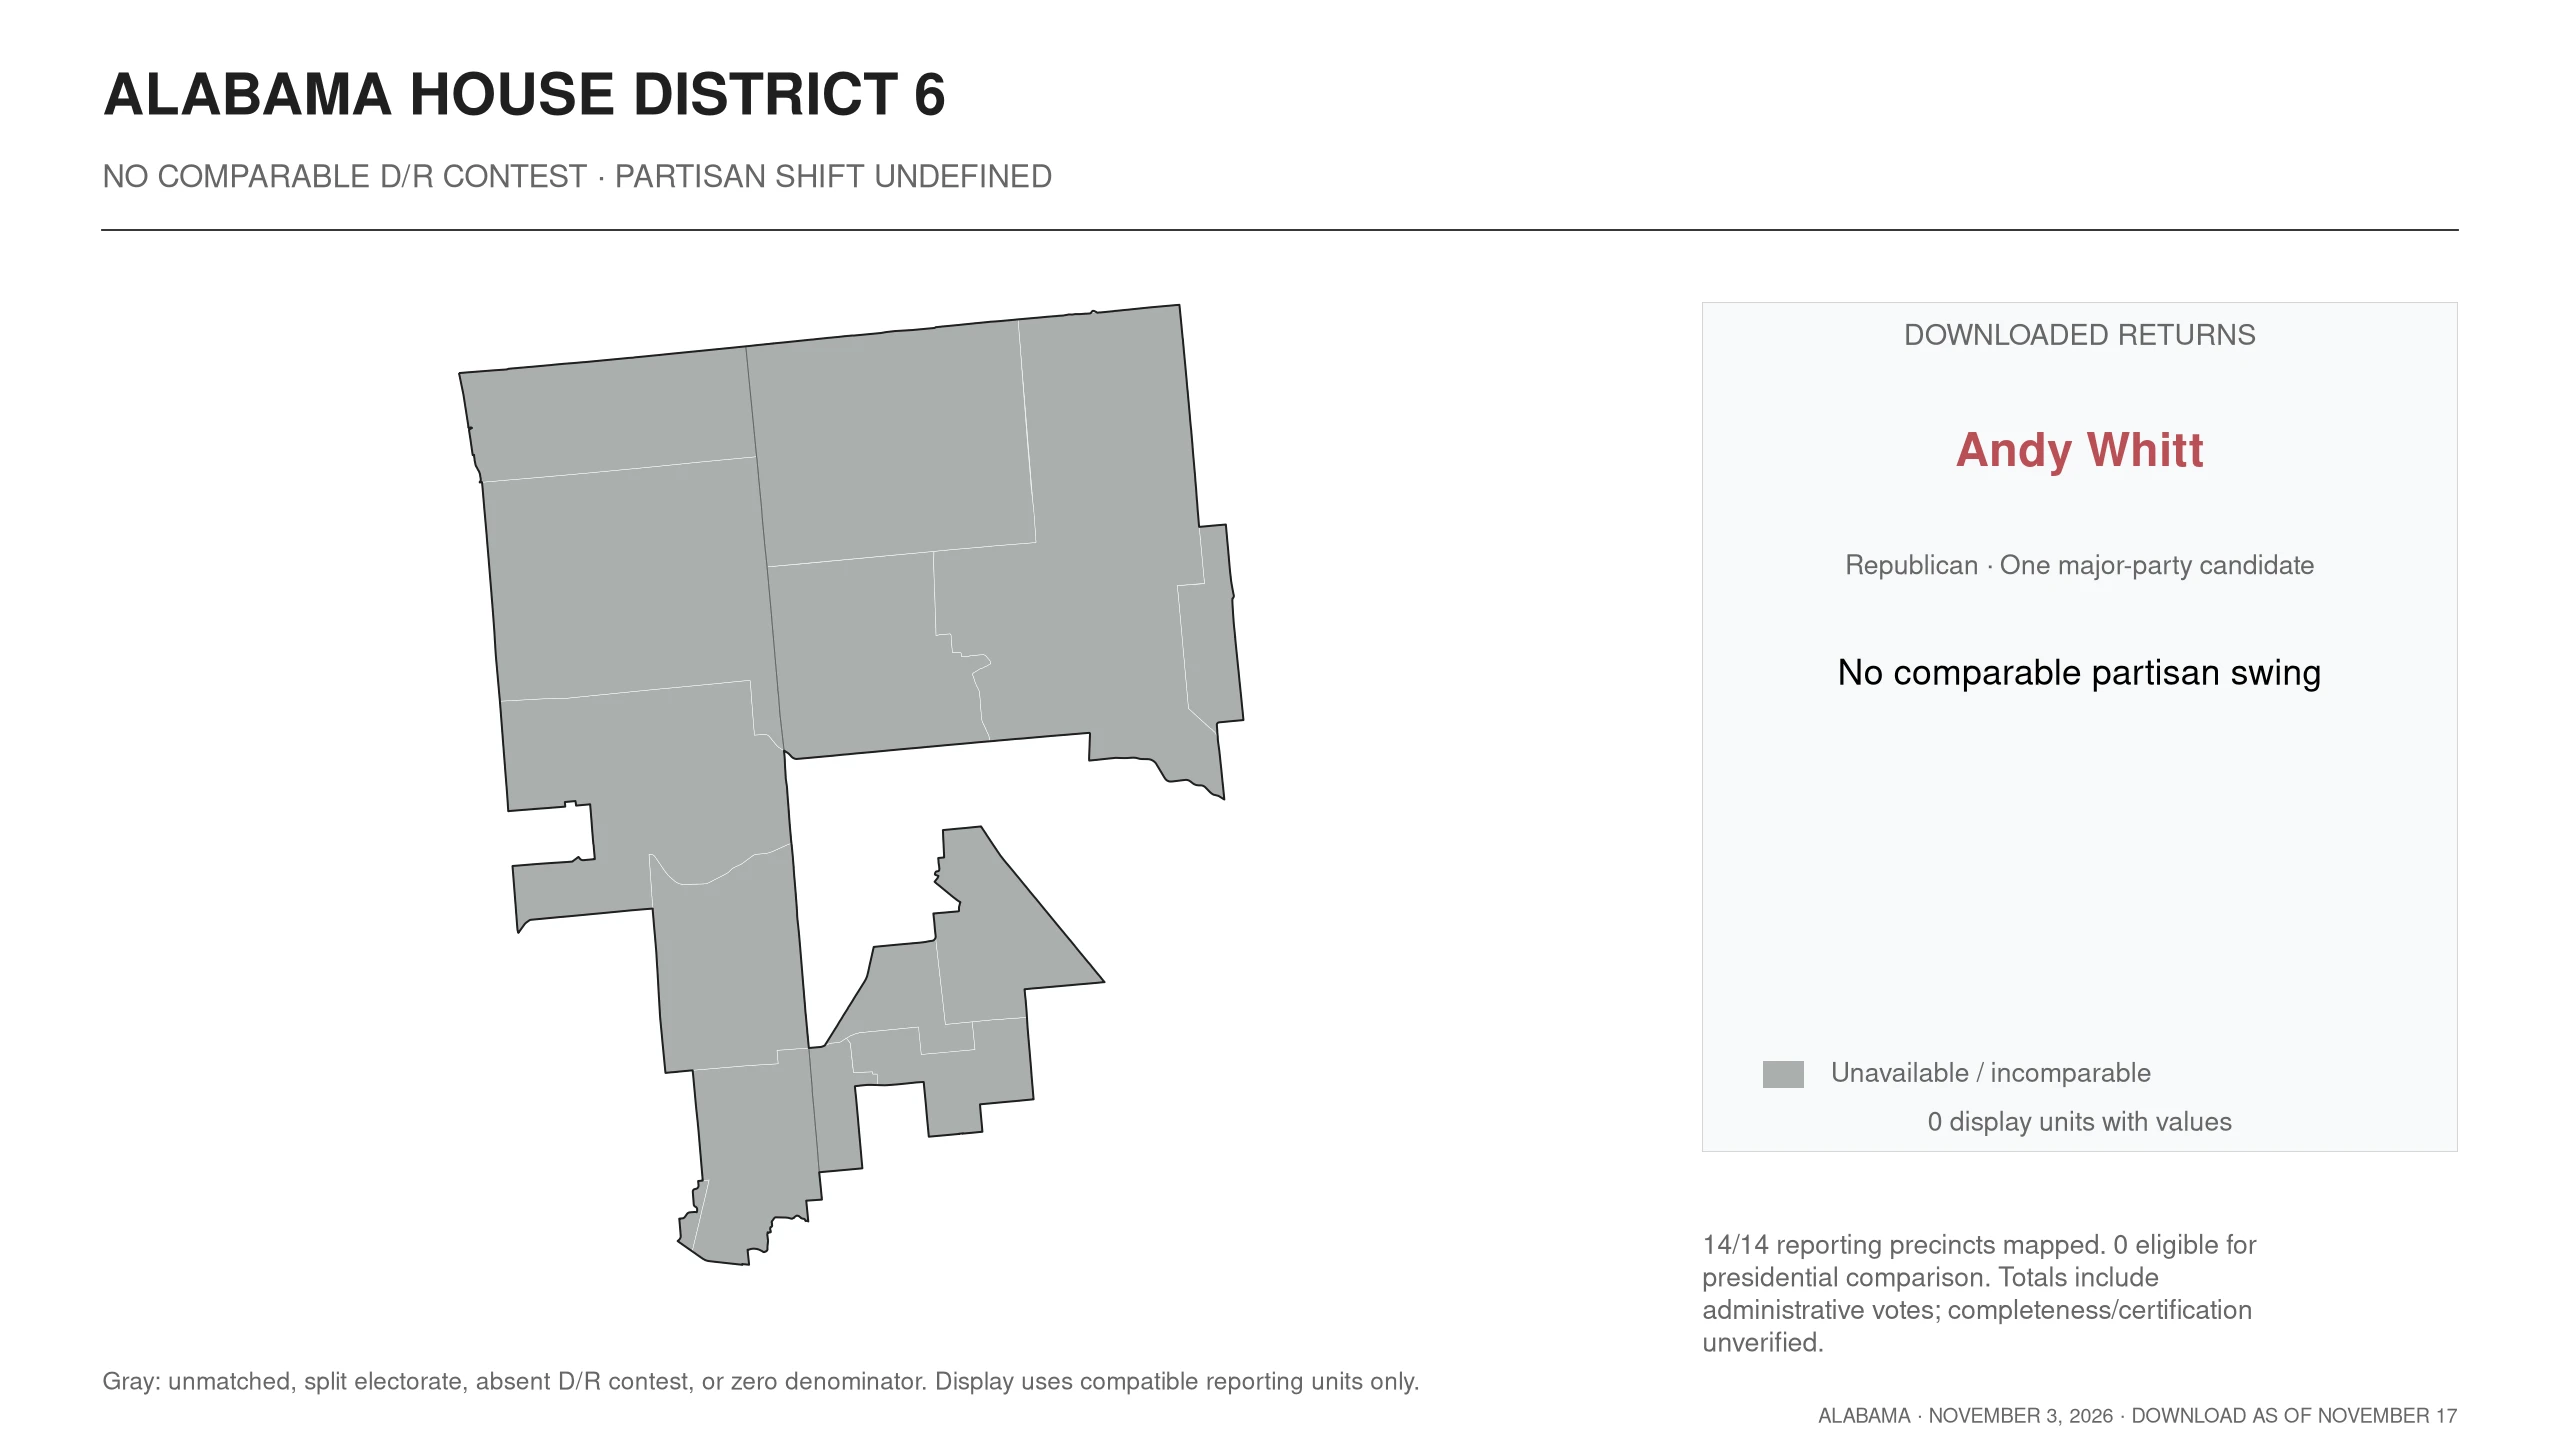 ALABAMA HOUSE DISTRICT 6
NO COMPARABLE D/R CONTEST · PARTISAN SHIFT UNDEFINED
DOWNLOADED RETURNS
Andy Whitt
Republican · One major-party candidate
No comparable partisan swing
Unavailable / incomparable
0 display units with values
14/14 reporting precincts mapped. 0 eligible for
presidential comparison. Totals include
administrative votes; completeness/certification
unverified.
Gray: unmatched, split electorate, absent D/R contest, or zero denominator. Display uses compatible reporting units only.
ALABAMA · NOVEMBER 3, 2026 · DOWNLOAD AS OF NOVEMBER 17